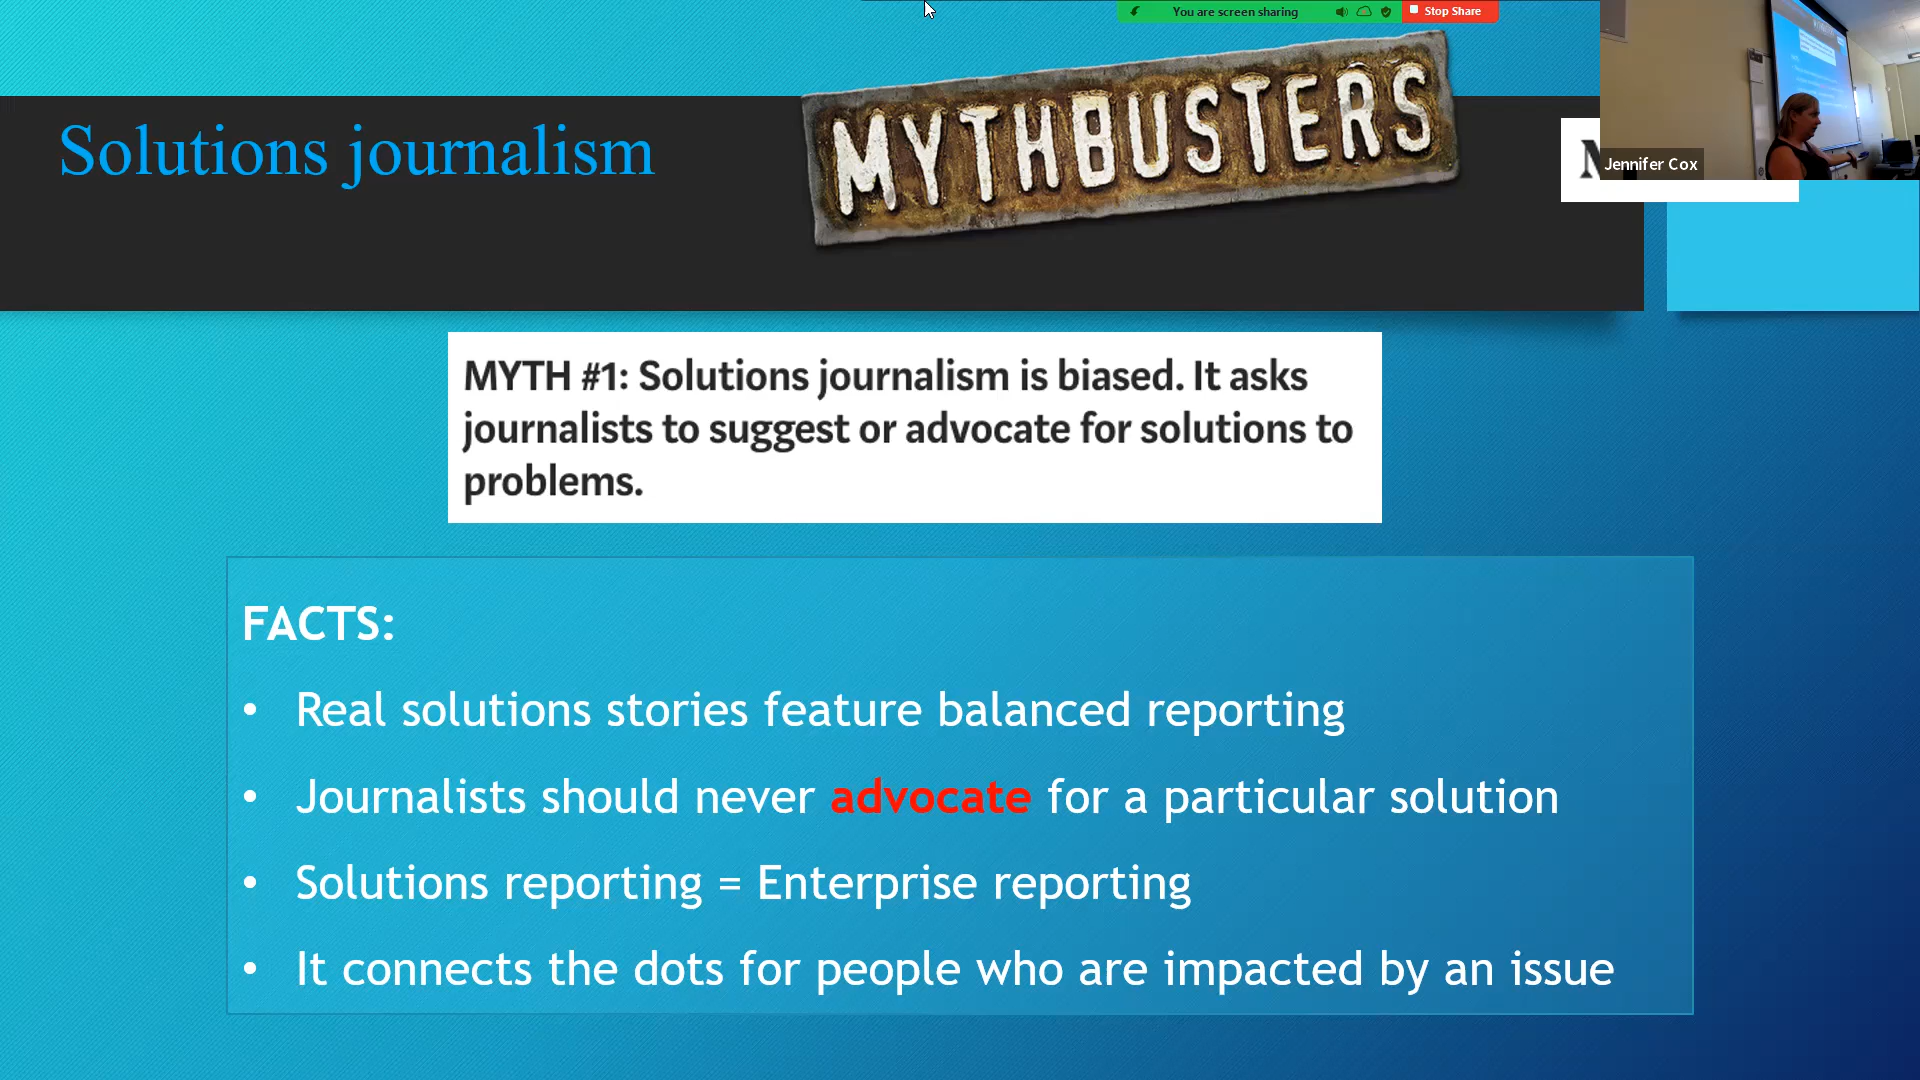 You are screen sharing
Stop Share
Solutions journalism
MYTHBUSTERS
Jennifer Cox
MYTH #1: Solutions journalism is biased. It asks
journalists to suggest or advocate for solutions to
problems.
FACTS:
• Real solutions stories feature balanced reporting
• Journalists should never advocate for a particular solution
• Solutions reporting = Enterprise reporting
• It connects the dots for people who are impacted by an issue